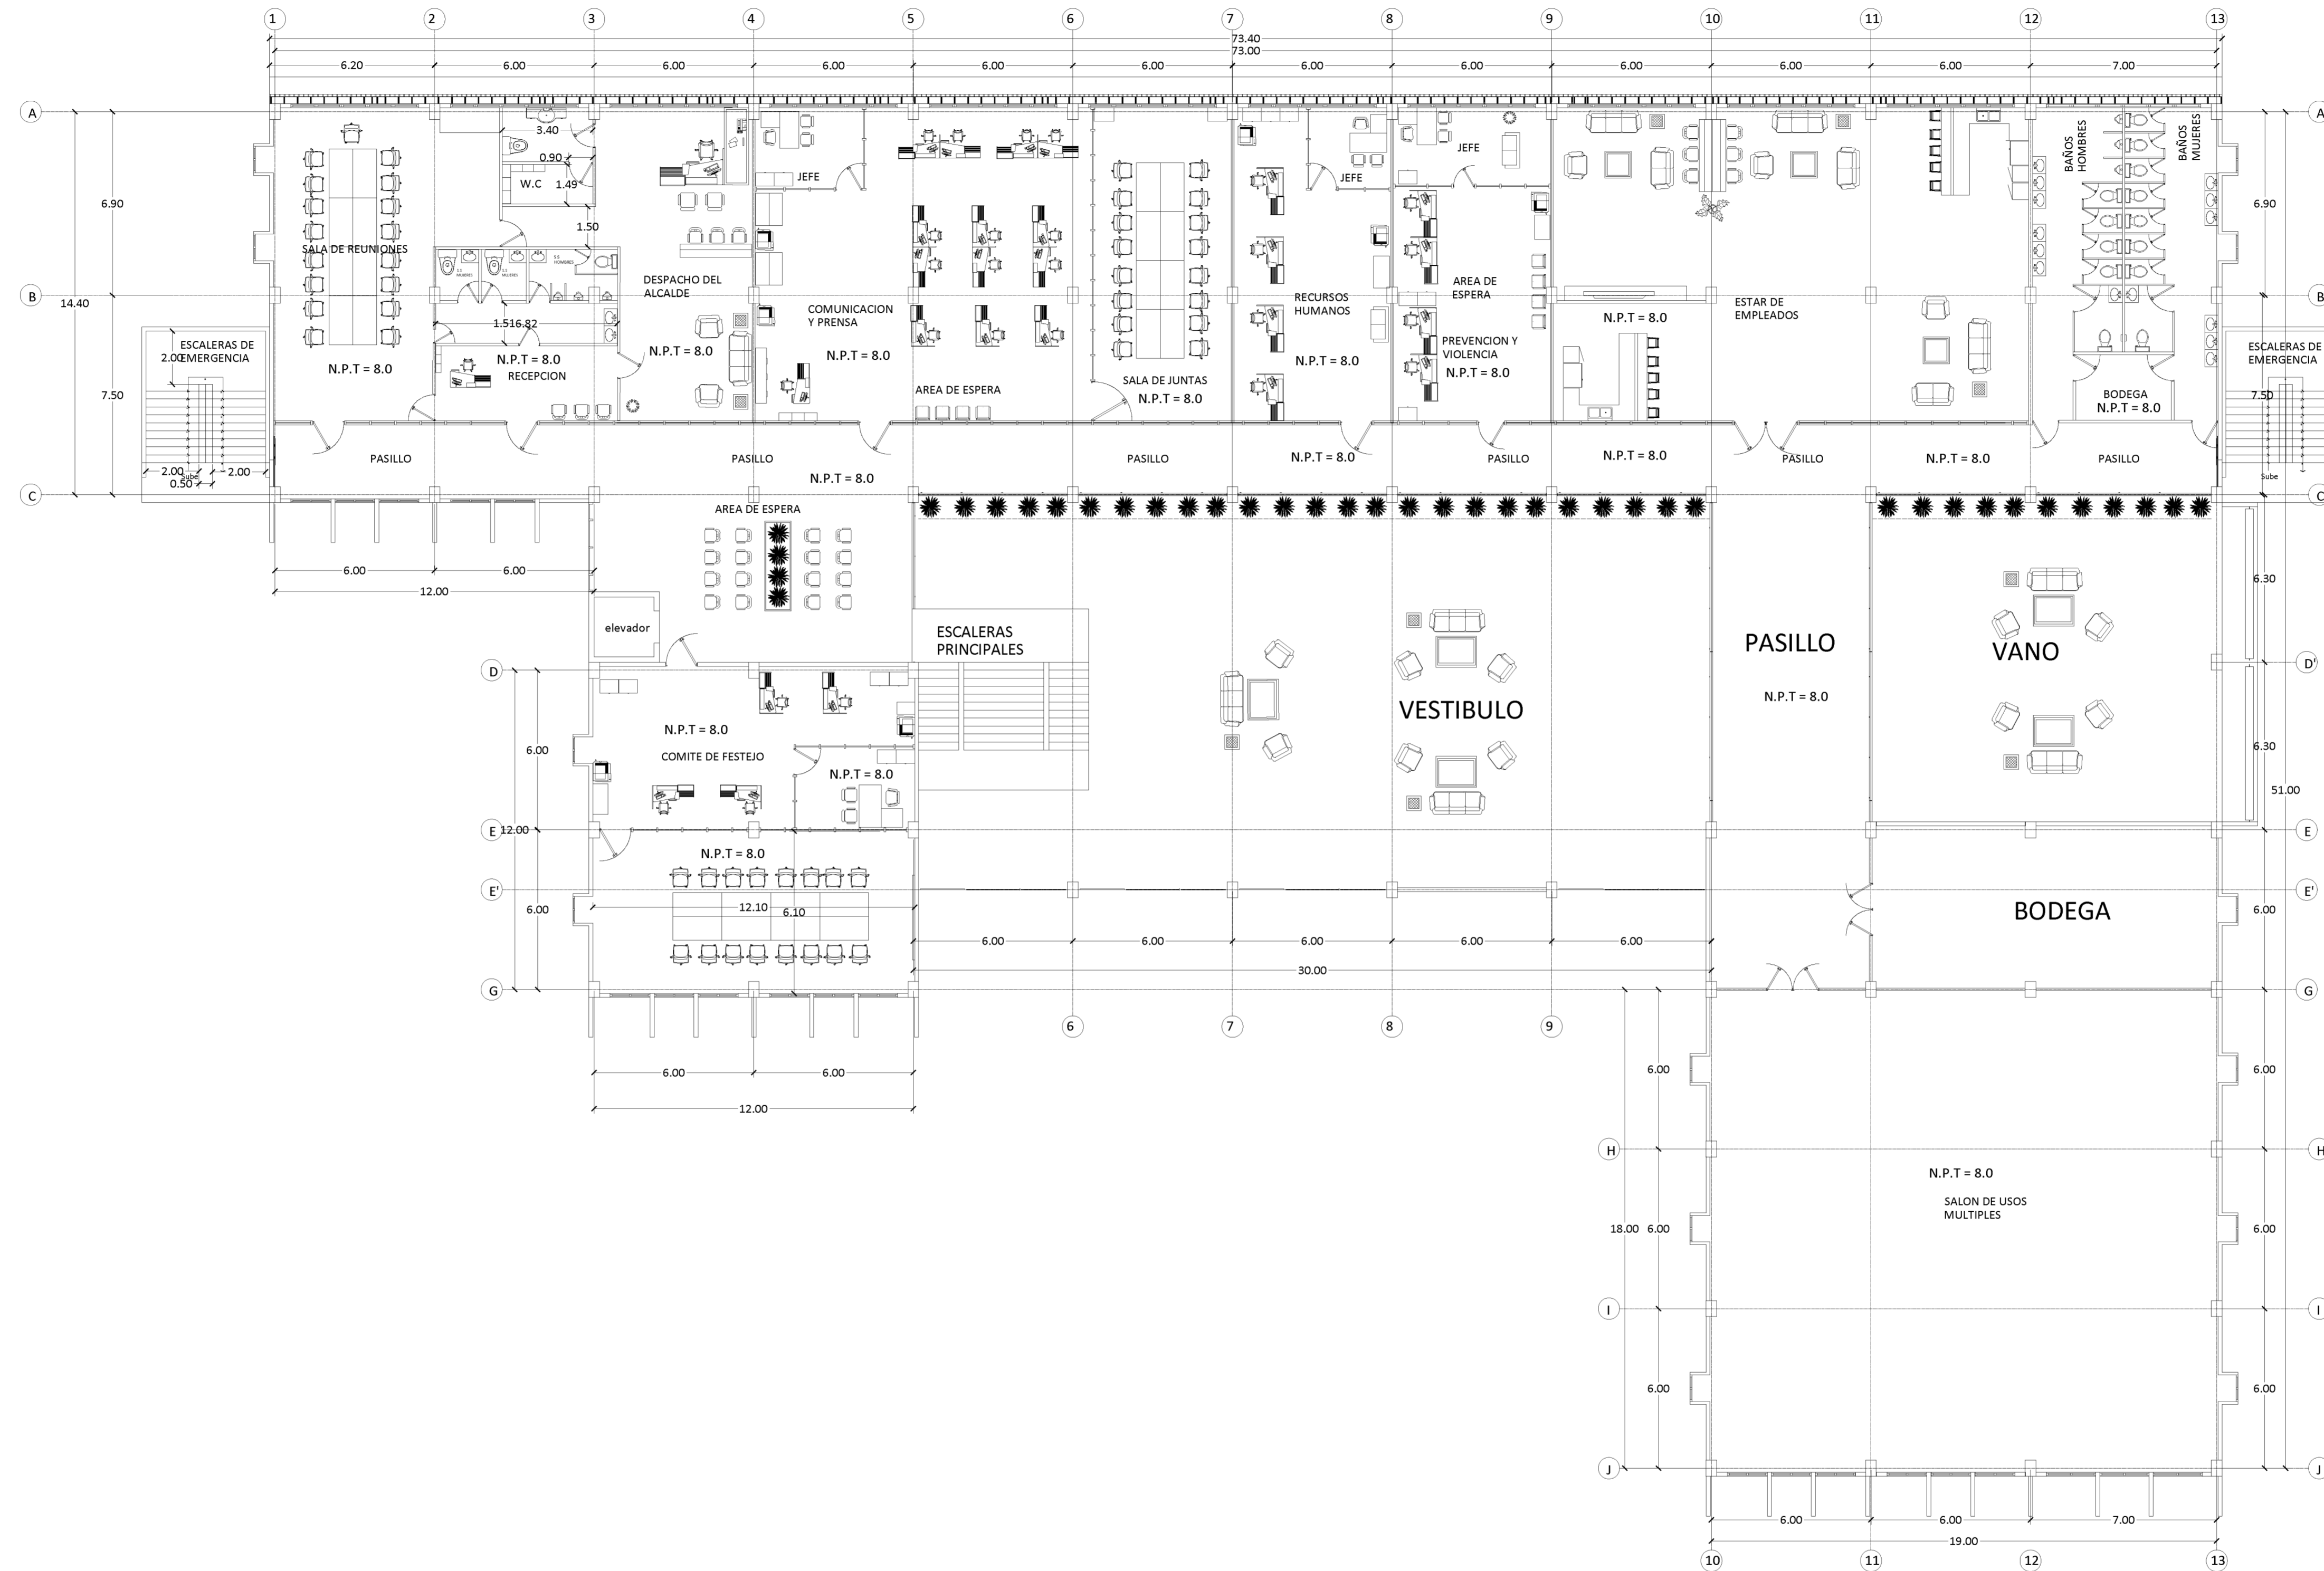 1 2 3 4 5 6 7 8 9 10 11 12 13
73.40
73.00
6.20 6.00 6.00 6.00 6.00 6.00 6.00 6.00 6.00 6.00 6.00 7.00
A A
3.40
0.90
W.C 1.49
1.50
JEFE
JEFE
JEFE
BAÑOS
HOMBRES
BAÑOS
MUJERES
6.90 6.90
SALA DE REUNIONES
S.S
MUJERES
S.S
MUJERES
S.S
HOMBRES
DESPACHO DEL
ALCALDE
AREA DE
ESPERA
B B
14.40
COMUNICACION
Y PRENSA
RECURSOS
HUMANOS
ESTAR DE
EMPLEADOS
N.P.T = 8.0
1.516.82
ESCALERAS DE
EMERGENCIA
2.00
N.P.T = 8.0
N.P.T = 8.0
RECEPCION
N.P.T = 8.0
N.P.T = 8.0
N.P.T = 8.0
PREVENCION Y
VIOLENCIA
N.P.T = 8.0
ESCALERAS DE
EMERGENCIA
7.50
AREA DE ESPERA
SALA DE JUNTAS
N.P.T = 8.0
BODEGA
N.P.T = 8.0
7.50
PASILLO PASILLO PASILLO PASILLO PASILLO PASILLO
N.P.T = 8.0
N.P.T = 8.0
N.P.T = 8.0
N.P.T = 8.0
2.00 2.00
Sube
0.50
Sube
C C
AREA DE ESPERA
6.00 6.00
12.00
6.30
elevador
ESCALERAS
PRINCIPALES
PASILLO
VANO
D D'
N.P.T = 8.0
VESTIBULO
N.P.T = 8.0
COMITE DE FESTEJO
N.P.T = 8.0
6.00
6.30
51.00
E 12.00 E
N.P.T = 8.0
E' E'
6.00
12.10
6.10
BODEGA
6.00
6.00 6.00 6.00 6.00 6.00
30.00
G G
6 7 8 9
6.00 6.00
12.00
6.00 6.00
H H
N.P.T = 8.0
SALON DE USOS
MULTIPLES
18.00 6.00 6.00
I I
6.00 6.00
J J
6.00 6.00 7.00
19.00
10 11 12 13